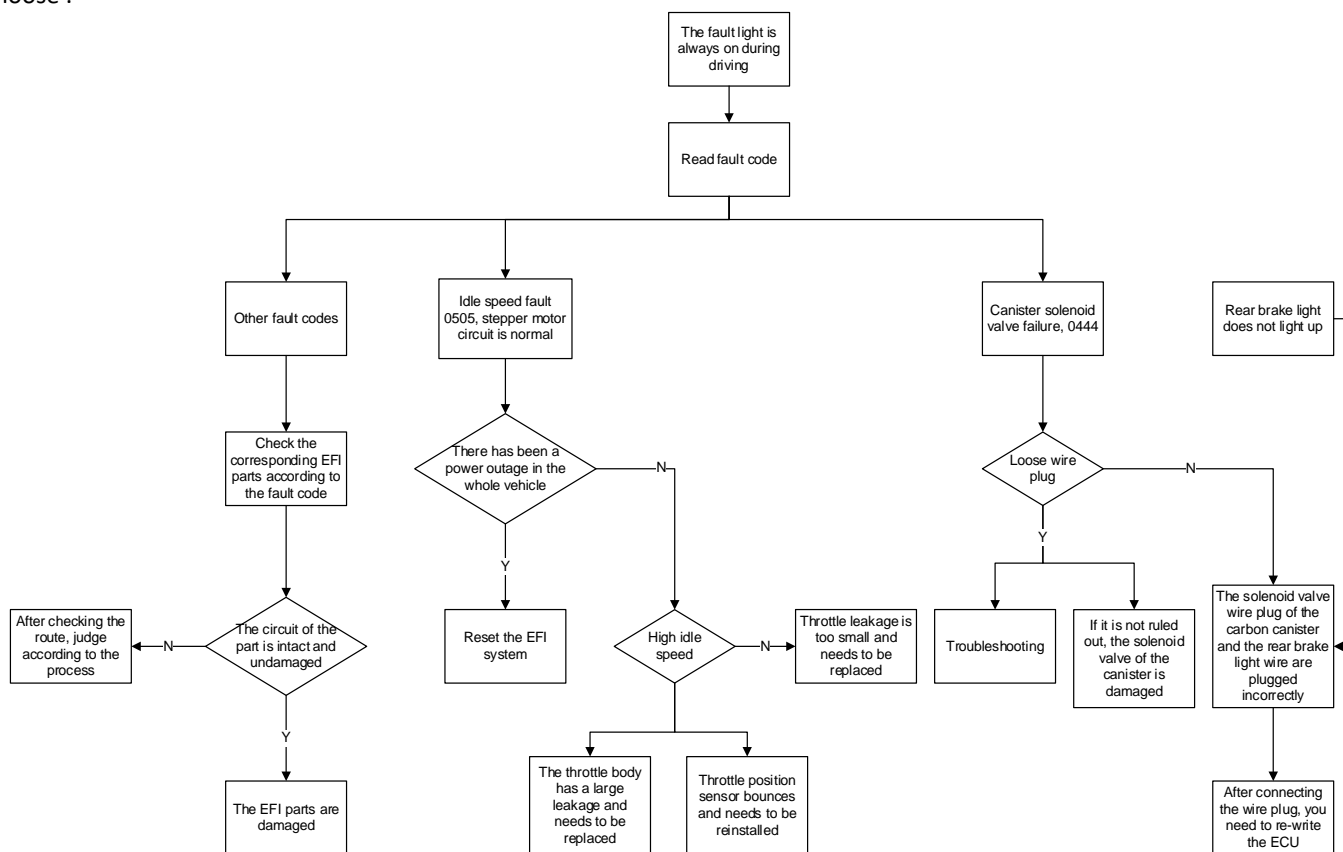 The fault light is
always on during
driving
Read fault code
Other fault codes
Idle speed fault
0505, stepper motor
circuit is normal
Canister solenoid
valve failure, 0444
Rear brake light
does not light up
Check the
corresponding EFI
parts according to
the fault code
There has been a
power outage in the
whole vehicle
N
Loose wire
plug
N
Y
Y
After checking the
route, judge
according to the
process
N
The circuit of the
part is intact and
undamaged
Reset the EFI
system
High idle
speed
N
Throttle leakage is
too small and
needs to be
replaced
Troubleshooting
If it is not ruled
out, the solenoid
valve of the
canister is
damaged
The solenoid valve
wire plug of the
carbon canister
and the rear brake
light wire are
plugged
incorrectly
Y
The EFI parts are
damaged
The throttle body
has a large
leakage and
needs to be
replaced
Throttle position
sensor bounces
and needs to be
reinstalled
After connecting
the wire plug, you
need to re-write
the ECU